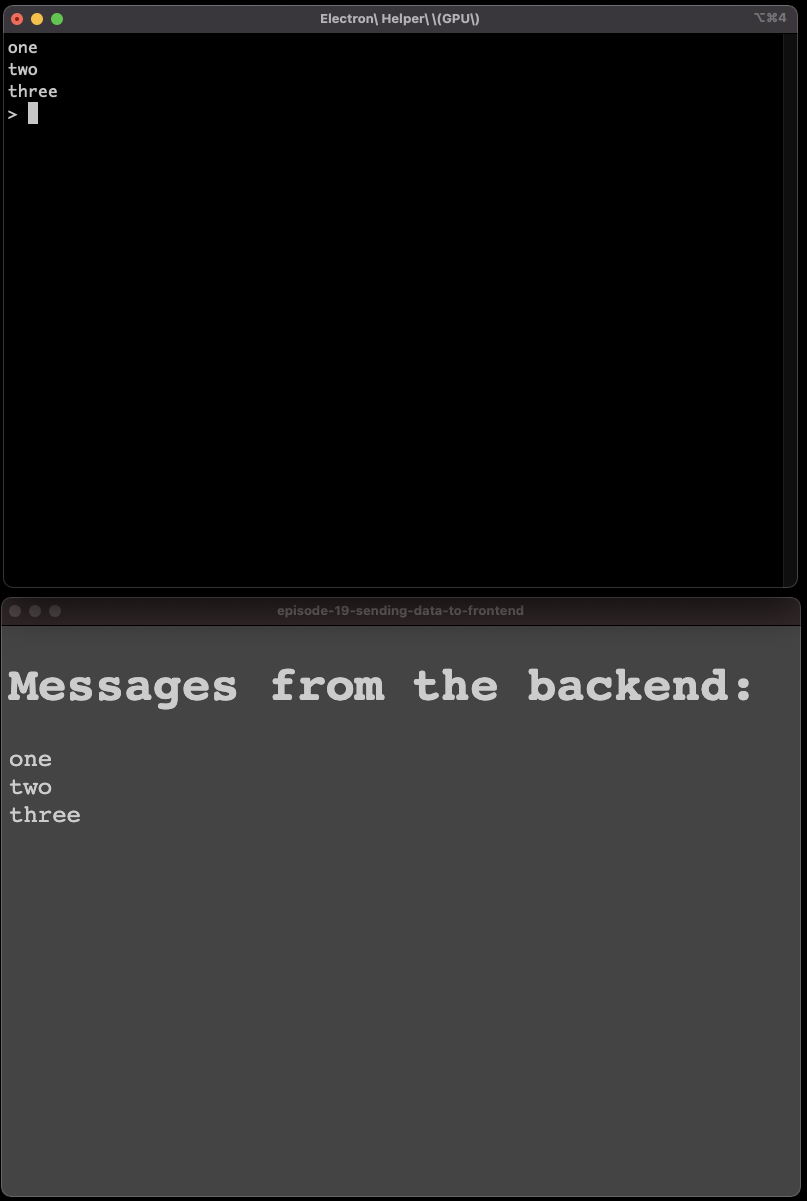 Electron\ Helper\ \(GPU\)
⌥⌘4
one
two
three
>
episode-19-sending-data-to-frontend
Messages from the backend:
one
two
three